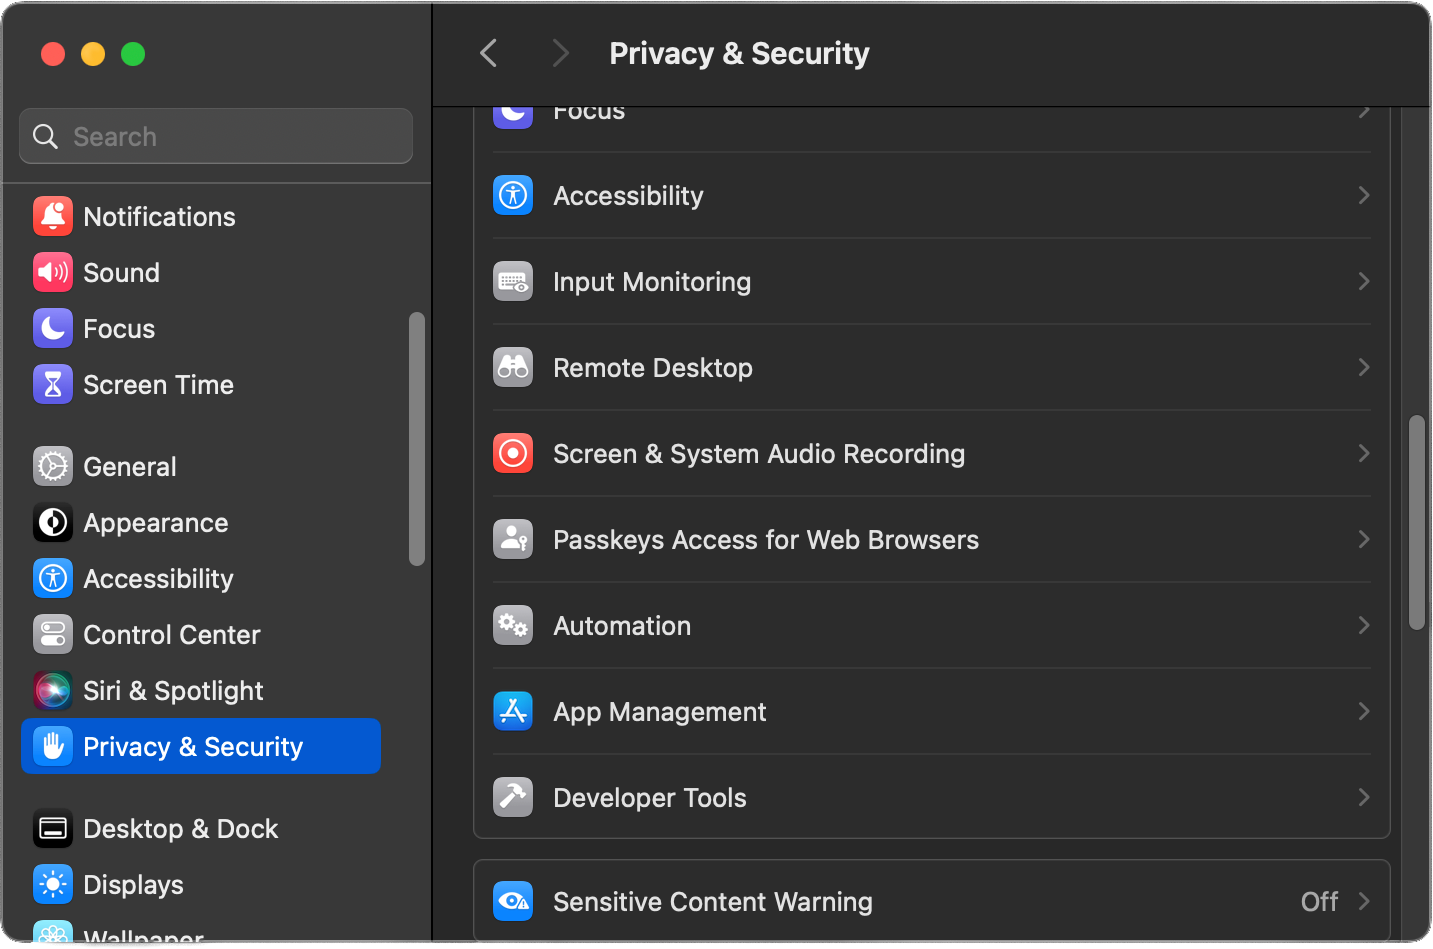 Privacy & Security
Search
Notifications
Sound
Focus
Screen Time
General
Appearance
Accessibility
Control Center
Siri & Spotlight
Privacy & Security
Desktop & Dock
Displays
Wallpaper
Focus
Accessibility
Input Monitoring
Remote Desktop
Screen & System Audio Recording
Passkeys Access for Web Browsers
Automation
App Management
Developer Tools
Sensitive Content Warning Off